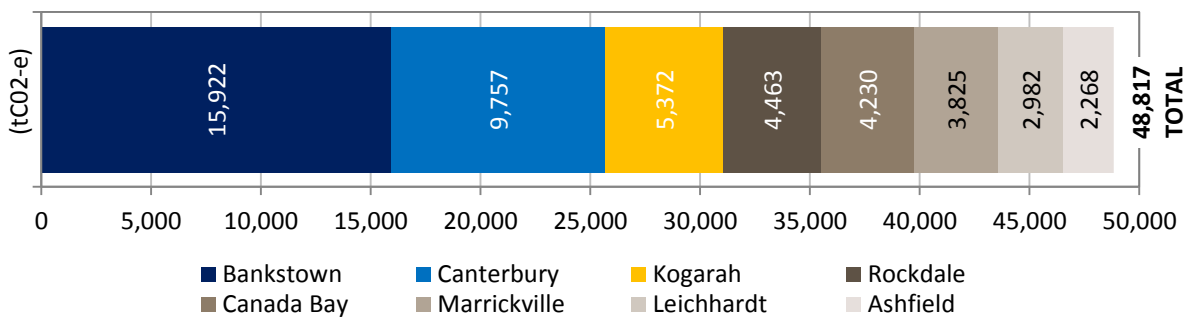 (tC02-e)
15,922
9,757
5,372
4,463
4,230
3,825
2,982
2,268
48,817
TOTAL
0 5,000 10,000 15,000 20,000 25,000 30,000 35,000 40,000 45,000 50,000
Bankstown Canterbury Kogarah Rockdale
Canada Bay Marrickville Leichhardt Ashfield